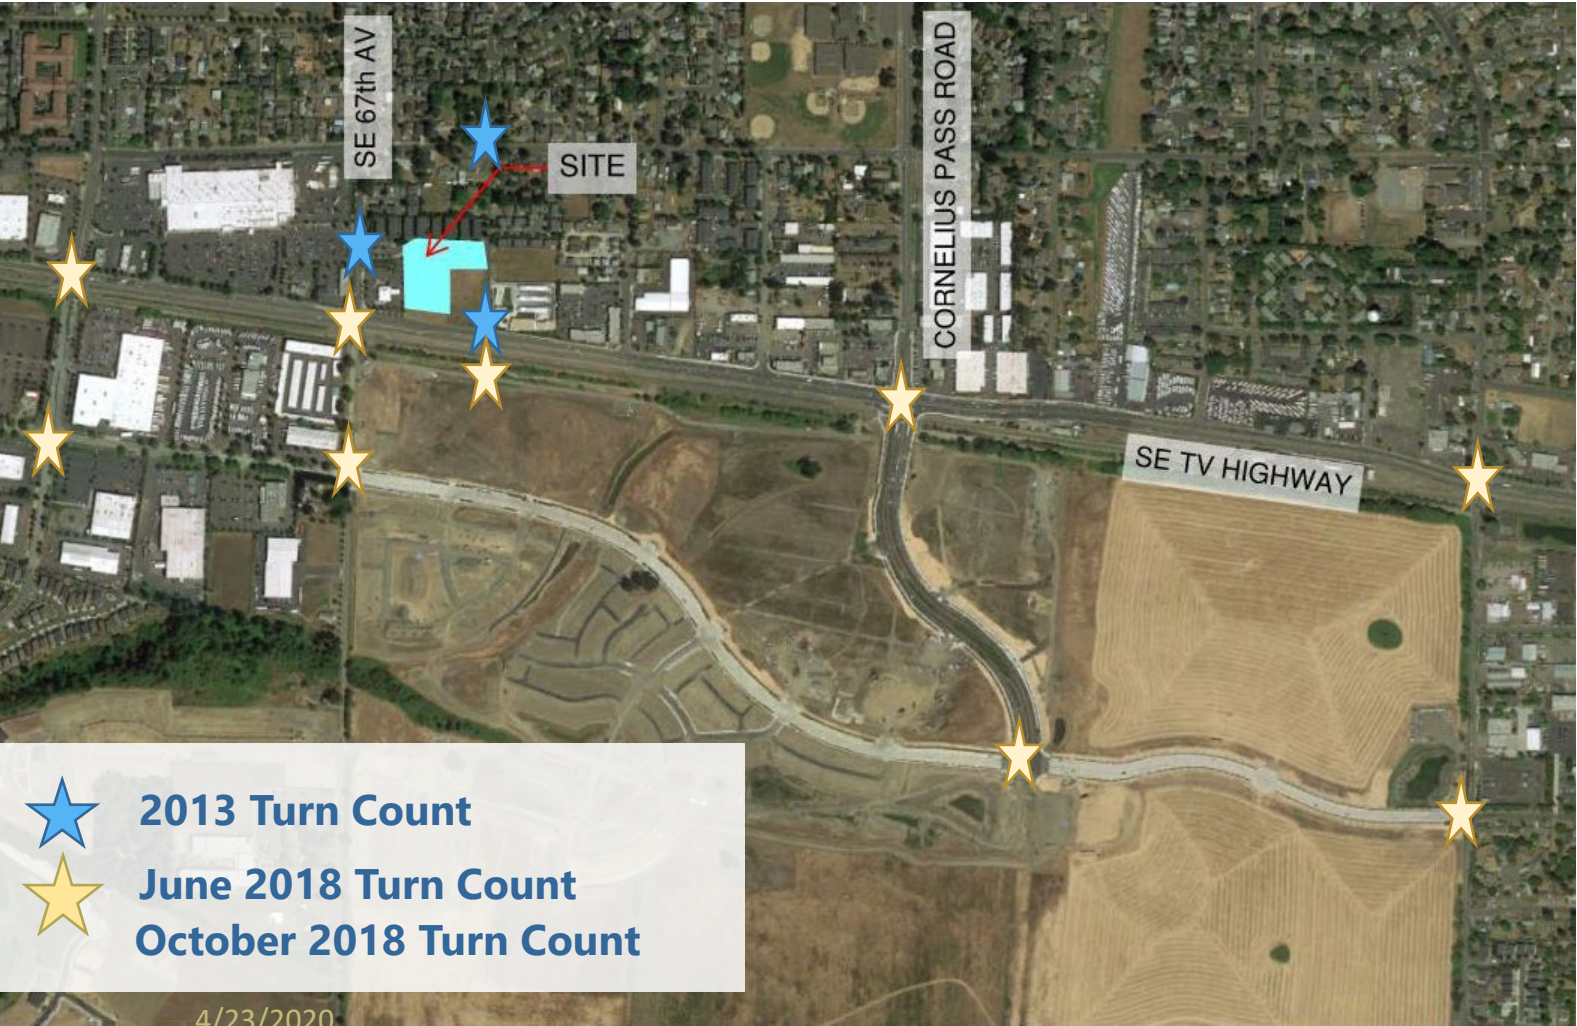 SE 67th AV
CORNELIUS PASS ROAD
SITE
SE TV HIGHWAY
2013 Turn Count
June 2018 Turn Count
October 2018 Turn Count
4/23/2020